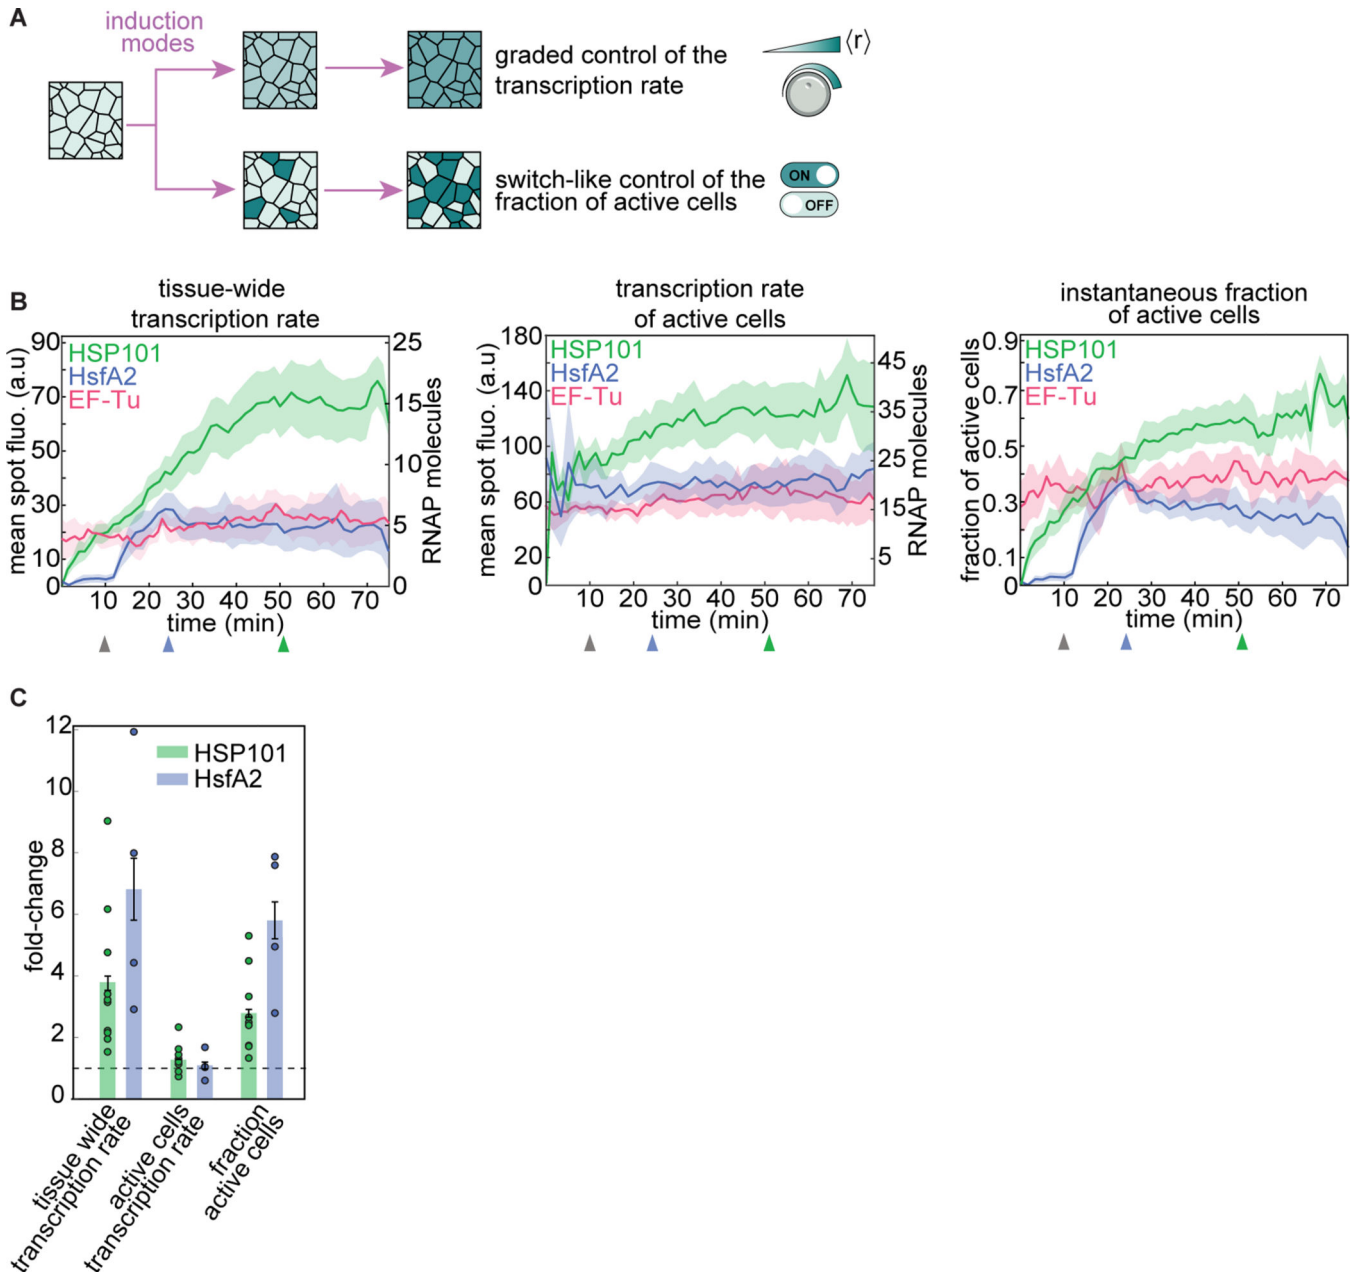 A
induction
modes
graded control of the
transcription rate
⟨r⟩
switch-like control of the
fraction of active cells
ON
OFF
B
tissue-wide
transcription rate
90
70
50
30
10
0
mean spot fluo. (a.u)
HSP101
HsfA2
EF-Tu
25
15
10
5
0
RNAP molecules
10 20 30 40 50 60 70
time (min)
transcription rate
of active cells
180
140
100
60
20
0
mean spot fluo. (a.u)
HSP101
HsfA2
EF-Tu
45
35
25
15
5
RNAP molecules
10 20 30 40 50 60 70
time (min)
instantaneous fraction
of active cells
0.9
0.7
0.5
0.3
0.1
0
fraction of active cells
HSP101
HsfA2
EF-Tu
10 20 30 40 50 60 70
time (min)
C
12
10
8
6
4
2
0
fold-change
HSP101
HsfA2
tissue wide
transcription rate
active cells
transcription rate
fraction
active cells